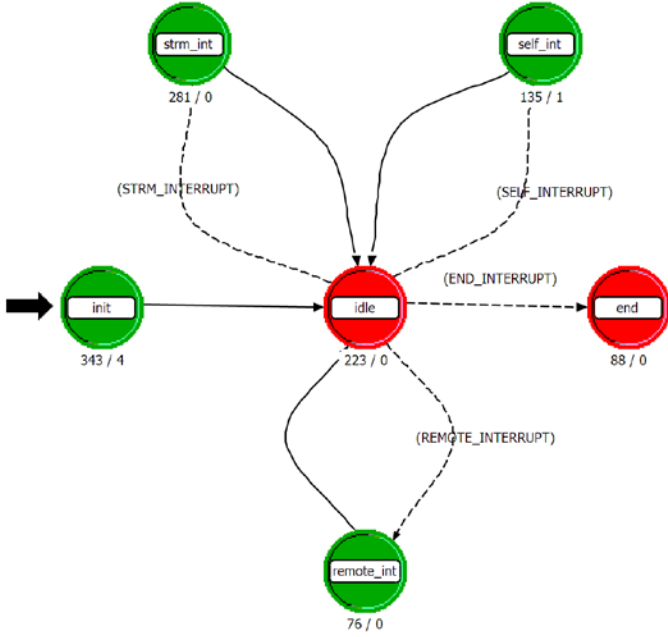 strm_int
self_int
281 / 0
135 / 1
(STRM_INTERRUPT)
(SELF_INTERRUPT)
(END_INTERRUPT)
init
idle
end
343 / 4
223 / 0
88 / 0
(REMOTE_INTERRUPT)
remote_int
76 / 0